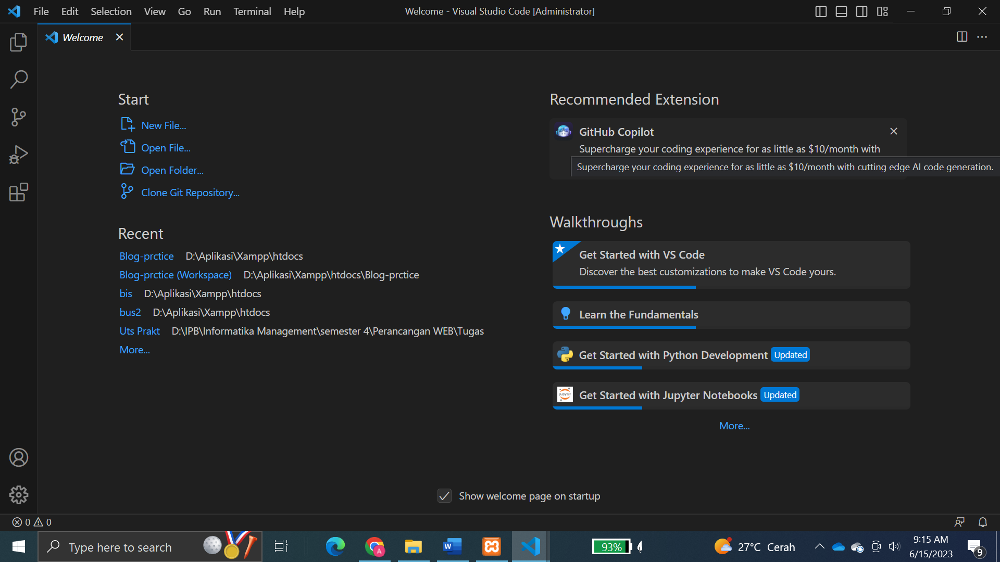 File Edit Selection View Go Run Terminal Help
Welcome - Visual Studio Code [Administrator]
Welcome
Start
New File...
Open File...
Open Folder...
Clone Git Repository...
Recent
Blog-prctice D:\Aplikasi\Xampp\htdocs
Blog-prctice (Workspace) D:\Aplikasi\Xampp\htdocs\Blog-prctice
bis D:\Aplikasi\Xampp\htdocs
bus2 D:\Aplikasi\Xampp\htdocs
Uts Prakt D:\IPB\Informatika Management\semester 4\Perancangan WEB\Tugas
More...
Recommended Extension
GitHub Copilot
Supercharge your coding experience for as little as $10/month with
Supercharge your coding experience for as little as $10/month with cutting edge AI code generation.
Walkthroughs
Get Started with VS Code
Discover the best customizations to make VS Code yours.
Learn the Fundamentals
Get Started with Python Development Updated
jupyter
Get Started with Jupyter Notebooks Updated
More...
Show welcome page on startup
0 0
Type here to search
A
W
93%
27°C Cerah
9:15 AM
6/15/2023
9